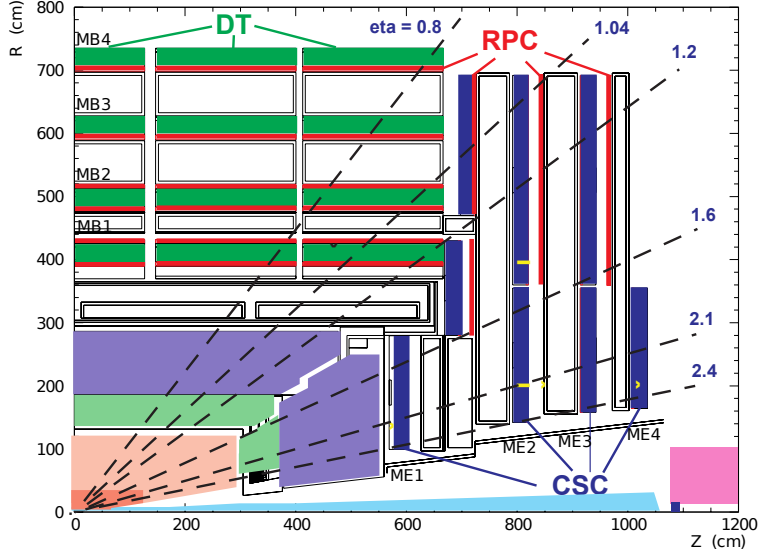 R (cm)
800
700
600
500
400
300
200
100
0
MB4
MB3
MB2
MB1
DT
eta = 0.8
RPC
1.04
1.2
1.6
2.1
2.4
ME1
ME2
ME3
ME4
CSC
0
200
400
600
800
1000
1200
Z (cm)